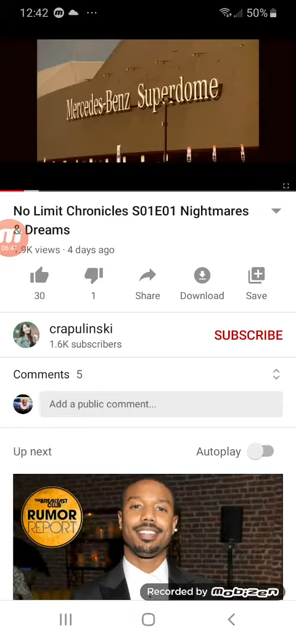 12:42
50%
Mercedes-Benz Superdome
No Limit Chronicles S01E01 Nightmares
& Dreams
.9K views · 4 days ago
30
1
Share
Download
Save
crapulinski
1.6K subscribers
SUBSCRIBE
Comments 5
Add a public comment...
Up next
Autoplay
THE BREAKFAST
CLUB
RUMOR
REPORT
Recorded by mobizen